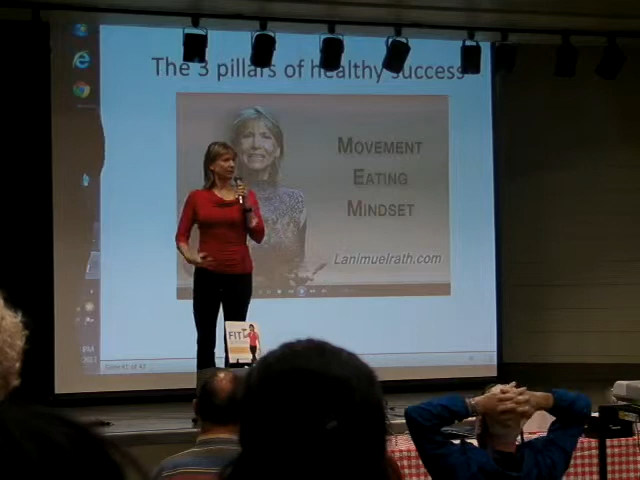 The 3 pillars of healthy success
MOVEMENT
EATING
MINDSET
Lanimuelrath.com
FIT